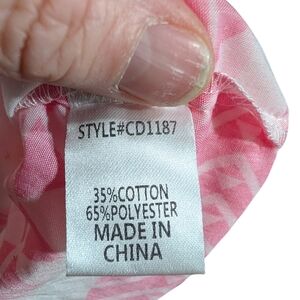 STYLE#CD1187
35%COTTON
65%POLYESTER
MADE IN
CHINA